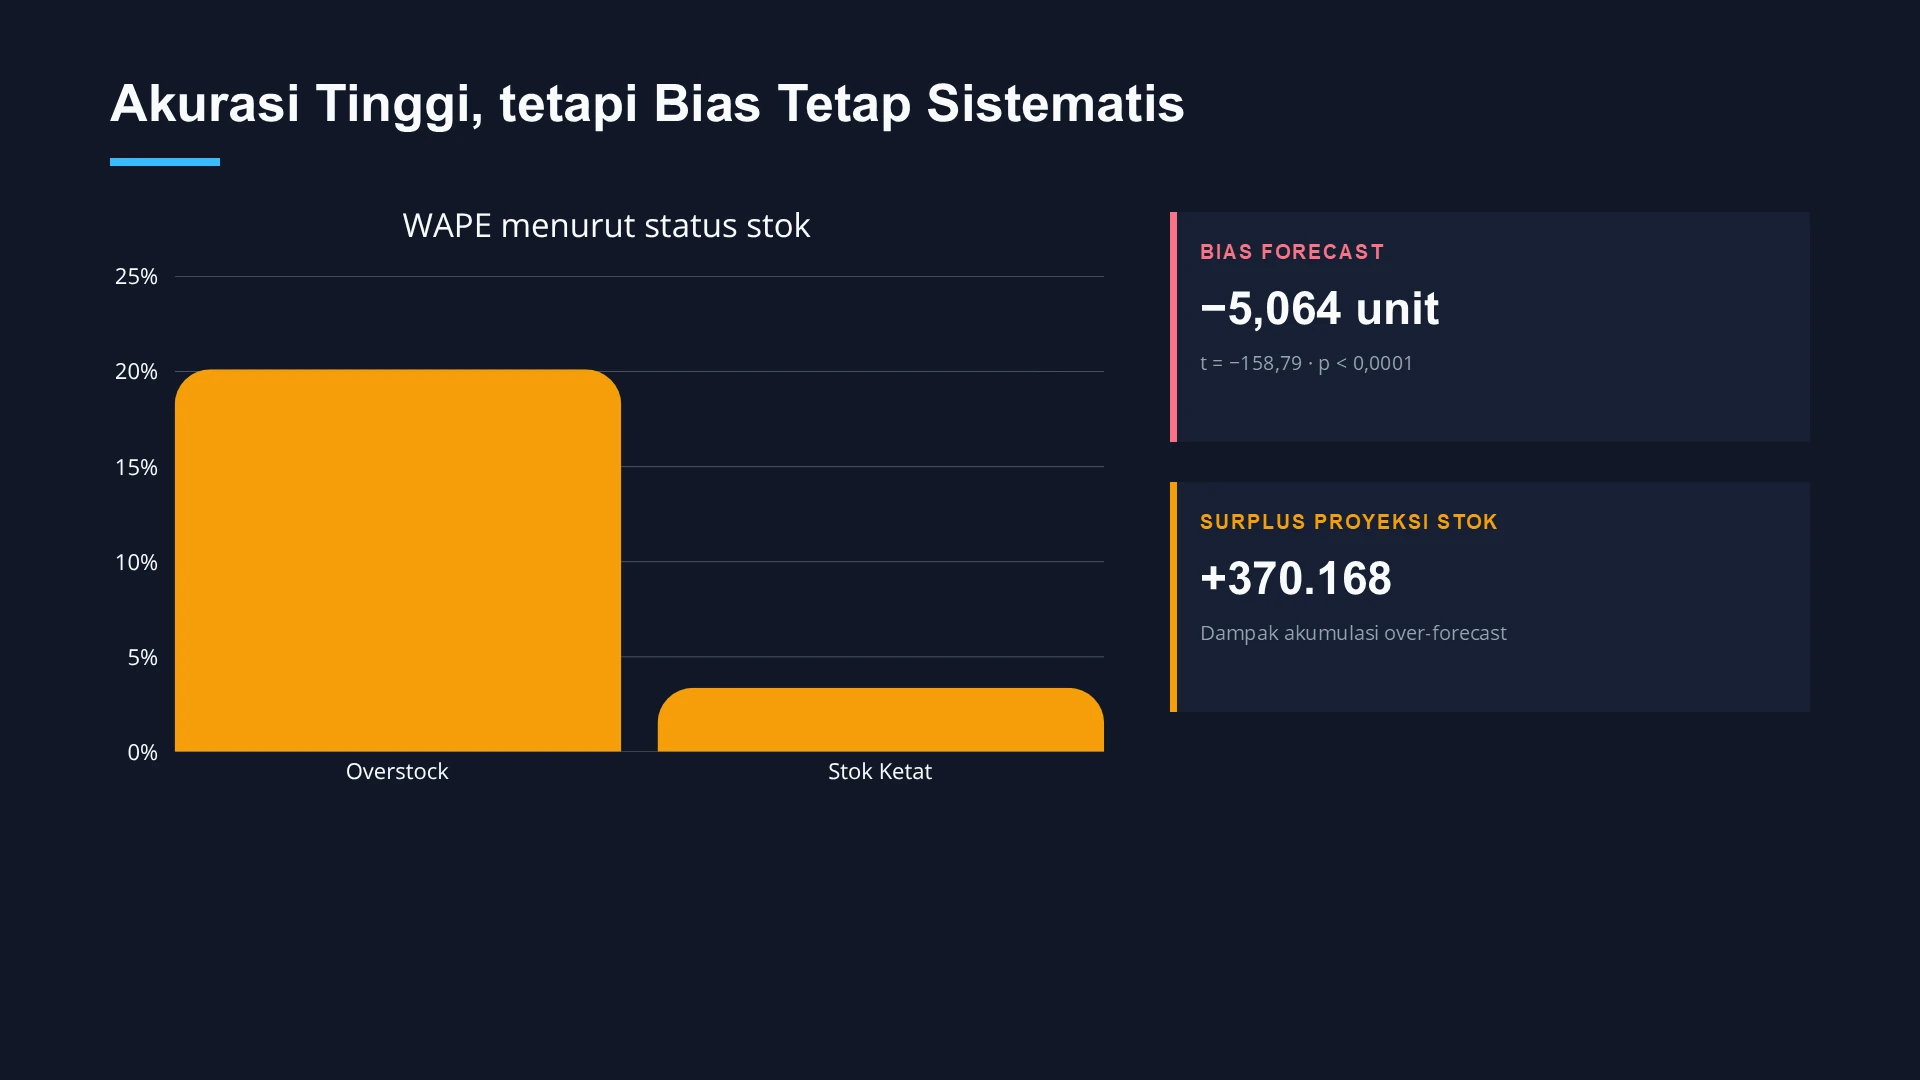 Akurasi Tinggi, tetapi Bias Tetap Sistematis
WAPE menurut status stok
25%
20%
15%
10%
5%
0%
Overstock
Stok Ketat
BIAS FORECAST
−5,064 unit
t = −158,79 · p < 0,0001
SURPLUS PROYEKSI STOK
+370.168
Dampak akumulasi over-forecast